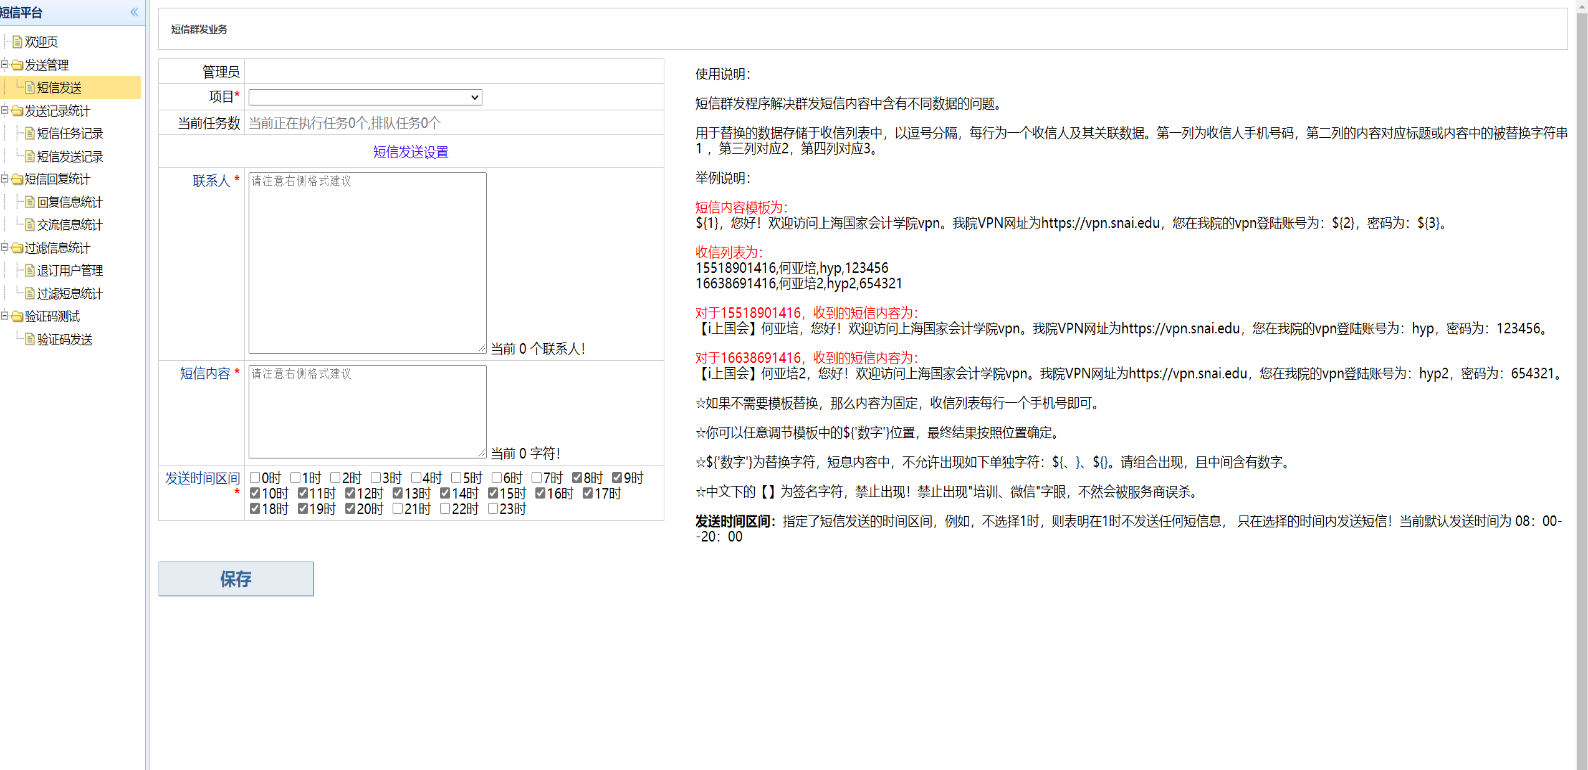 短信平台
欢迎页
发送管理
短信发送
发送记录统计
短信任务记录
短信发送记录
短信回复统计
回复信息统计
交流信息统计
过滤信息统计
退订用户管理
过滤短息统计
验证码测试
验证码发送
短信群发业务
管理员
项目*
当前任务数 当前正在执行任务0个,排队任务0个
短信发送设置
联系人 *
请注意右侧格式建议
当前 0 个联系人!
短信内容 *
请注意右侧格式建议
当前 0 字符!
发送时间区间
*
0时 1时 2时 3时 4时 5时 6时 7时 8时 9时
10时 11时 12时 13时 14时 15时 16时 17时
18时 19时 20时 21时 22时 23时
保存
使用说明：
短信群发程序解决群发短信内容中含有不同数据的问题。
用于替换的数据存储于收信列表中，以逗号分隔，每行为一个收信人及其关联数据。第一列为收信人手机号码，第二列的内容对应标题或内容中的被替换字符串
1 ，第三列对应2，第四列对应3。
举例说明：
短信内容模板为：
${1}，您好！欢迎访问上海国家会计学院vpn。我院VPN网址为https://vpn.snai.edu，您在我院的vpn登陆账号为：${2}，密码为：${3}。
收信列表为：
15518901416,何亚培,hyp,123456
16638691416,何亚培2,hyp2,654321
对于15518901416，收到的短信内容为：
【i上国会】何亚培，您好！欢迎访问上海国家会计学院vpn。我院VPN网址为https://vpn.snai.edu，您在我院的vpn登陆账号为：hyp，密码为：123456。
对于16638691416，收到的短信内容为：
【i上国会】何亚培2，您好！欢迎访问上海国家会计学院vpn。我院VPN网址为https://vpn.snai.edu，您在我院的vpn登陆账号为：hyp2，密码为：654321。
☆如果不需要模板替换，那么内容为固定，收信列表每行一个手机号即可。
☆你可以任意调节模板中的${'数字'}位置，最终结果按照位置确定。
☆${'数字'}为替换字符，短息内容中，不允许出现如下单独字符：${、}、${}。请组合出现，且中间含有数字。
☆中文下的【】为签名字符，禁止出现！禁止出现"培训、微信"字眼，不然会被服务商误杀。
发送时间区间：指定了短信发送的时间区间，例如，不选择1时，则表明在1时不发送任何短信息， 只在选择的时间内发送短信！当前默认发送时间为 08：00-
-20：00